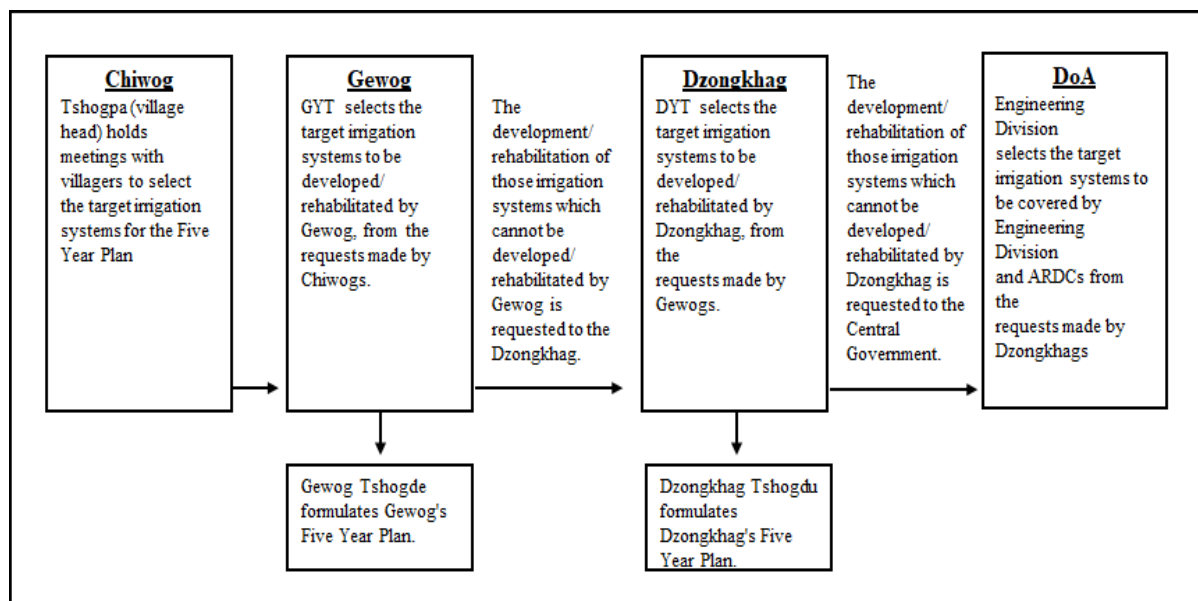 Chiwog
Tshogpa (village
head) holds
meetings with
villagers to select
the target irrigation
systems for the Five
Year Plan
Gewog
GYT selects the
target irrigation
systems to be
developed/
rehabilitated by
Gewog, from the
requests made by
Chiwogs.
The
development/
rehabilitation of
those irrigation
systems which
cannot be
developed/
rehabilitated by
Gewog is
requested to the
Dzongkhag.
Dzongkhag
DYT selects the
target irrigation
systems to be
developed/
rehabilitated by
Dzongkhag, from
the
requests made by
Gewogs.
The
development/
rehabilitation of
those irrigation
systems which
cannot be
developed/
rehabilitated by
Dzongkhag is
requested to the
Central
Government.
DoA
Engineering
Division
selects the target
irrigation systems to
be covered by
Engineering
Division
and ARDCs from
the
requests made by
Dzongkhags
Gewog Tshogde
formulates Gewog's
Five Year Plan.
Dzongkhag Tshogdu
formulates
Dzongkhag's Five
Year Plan.